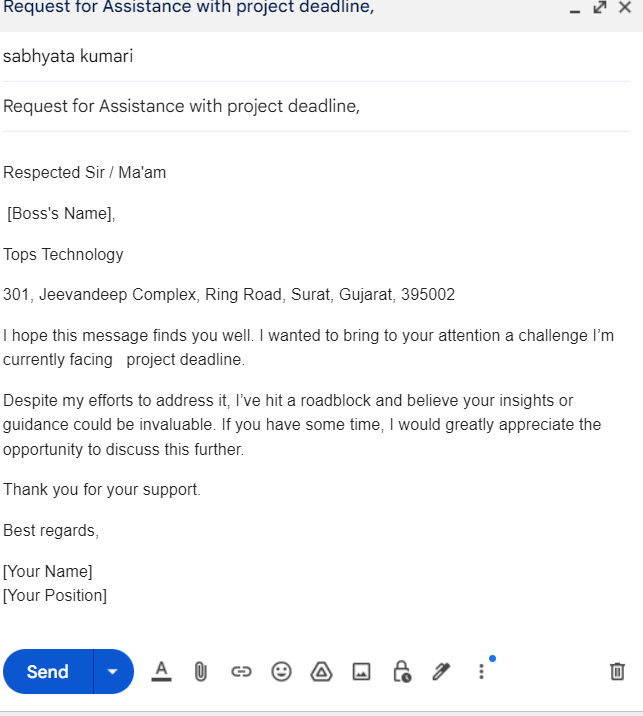 Request for Assistance with project deadline,
sabhyata kumari
Request for Assistance with project deadline,
Respected Sir / Ma'am
[Boss's Name],
Tops Technology
301, Jeevandeep Complex, Ring Road, Surat, Gujarat, 395002
I hope this message finds you well. I wanted to bring to your attention a challenge I’m
currently facing   project deadline.
Despite my efforts to address it, I’ve hit a roadblock and believe your insights or
guidance could be invaluable. If you have some time, I would greatly appreciate the
opportunity to discuss this further.
Thank you for your support.
Best regards,
[Your Name]
[Your Position]
Send